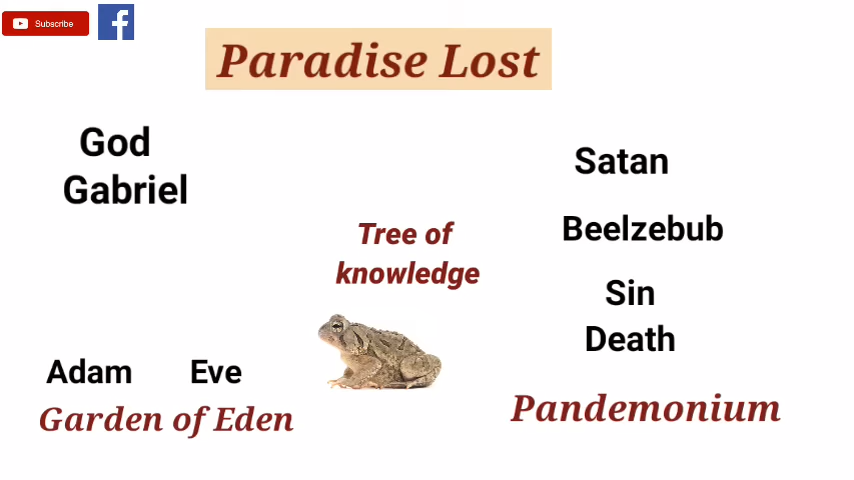 Subscribe
Paradise Lost
God
Gabriel
Satan
Beelzebub
Tree of
knowledge
Sin
Death
Adam Eve
Garden of Eden
Pandemonium